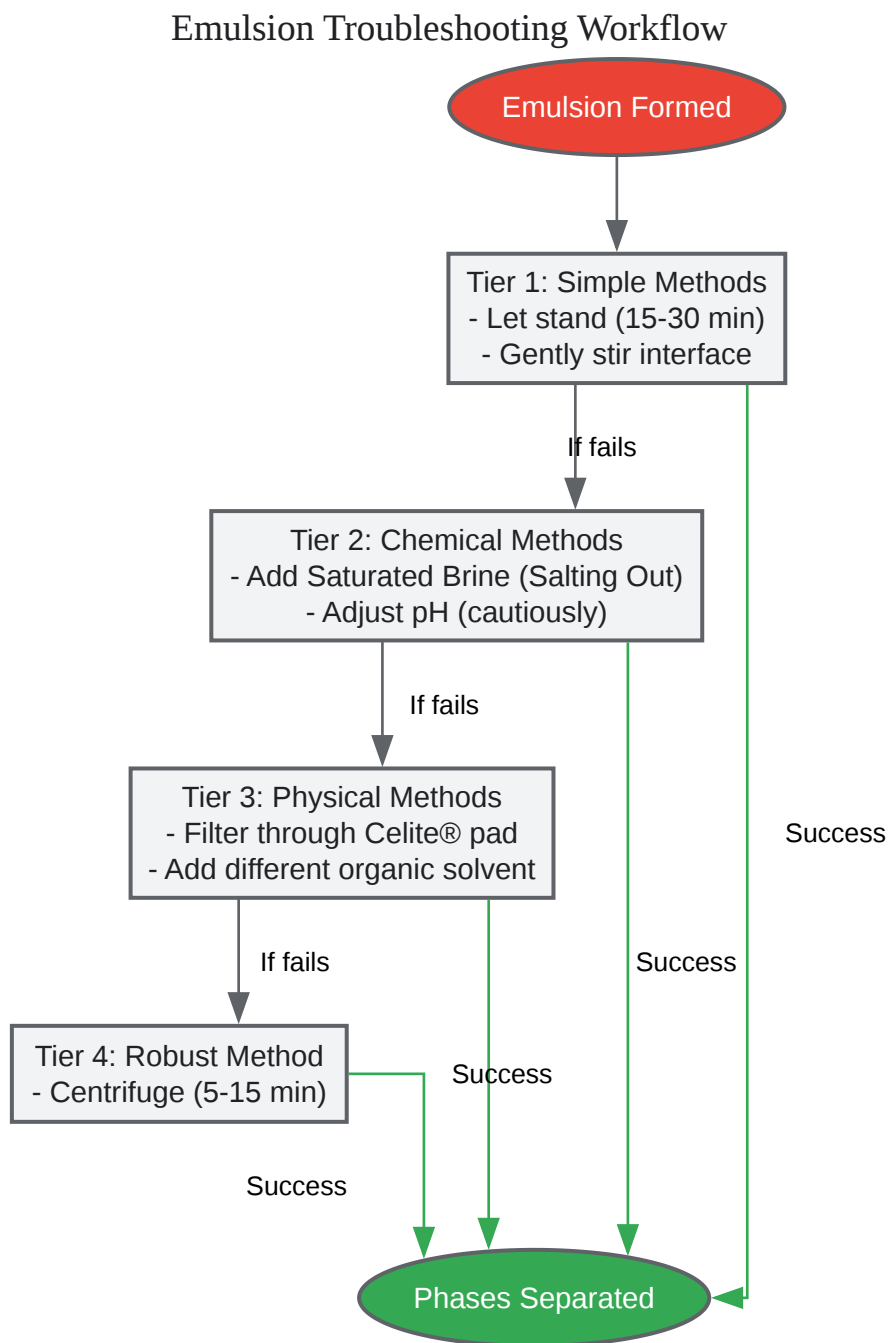 Emulsion Troubleshooting Workflow
Emulsion Formed
Tier 1: Simple Methods
- Let stand (15-30 min)
- Gently stir interface
If fails
Tier 2: Chemical Methods
- Add Saturated Brine (Salting Out)
- Adjust pH (cautiously)
If fails
Tier 3: Physical Methods
- Filter through Celite® pad
- Add different organic solvent
Success
If fails
Success
Tier 4: Robust Method
- Centrifuge (5-15 min)
Success
Success
Phases Separated